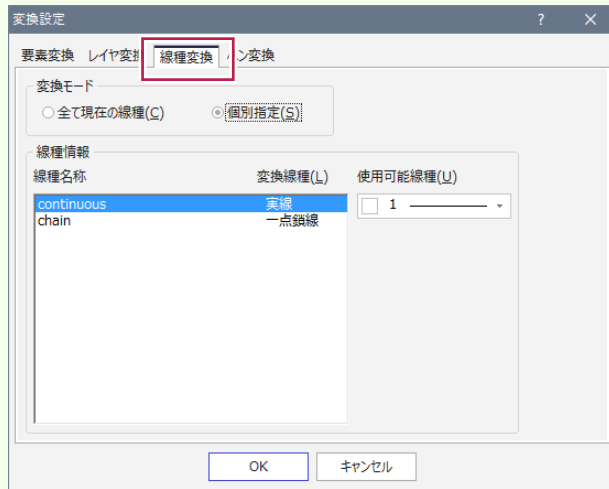 変換設定 ? ×
要素変換 レイヤ変換 線種変換 ペン変換
変換モード
全て現在の線種(C) 個別指定(S)
線種情報
線種名称 変換線種(L) 使用可能線種(U)
continuous 実線 1
chain 一点鎖線
OK キャンセル